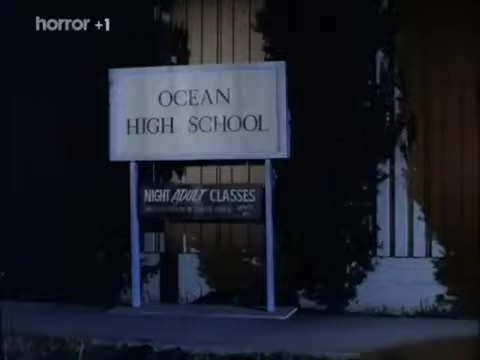 horror +1
OCEAN
HIGH SCHOOL
NIGHT ADULT CLASSES